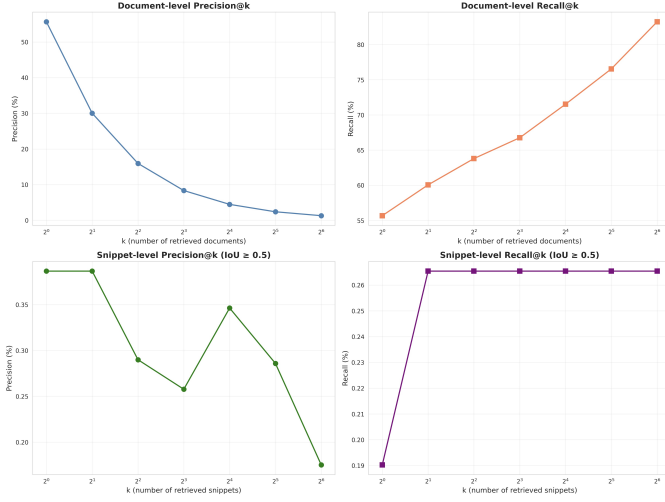 Document-level Precision@k
Precision (%)
50
40
30
20
10
0
2⁰ 2¹ 2² 2³ 2⁴ 2⁵ 2⁶
k (number of retrieved documents)
Document-level Recall@k
Recall (%)
80
75
70
65
60
55
2⁰ 2¹ 2² 2³ 2⁴ 2⁵ 2⁶
k (number of retrieved documents)
Snippet-level Precision@k (IoU ≥ 0.5)
Precision (%)
0.35
0.30
0.25
0.20
2⁰ 2¹ 2² 2³ 2⁴ 2⁵ 2⁶
k (number of retrieved snippets)
Snippet-level Recall@k (IoU ≥ 0.5)
Recall (%)
0.26
0.25
0.24
0.23
0.22
0.21
0.20
0.19
2⁰ 2¹ 2² 2³ 2⁴ 2⁵ 2⁶
k (number of retrieved snippets)